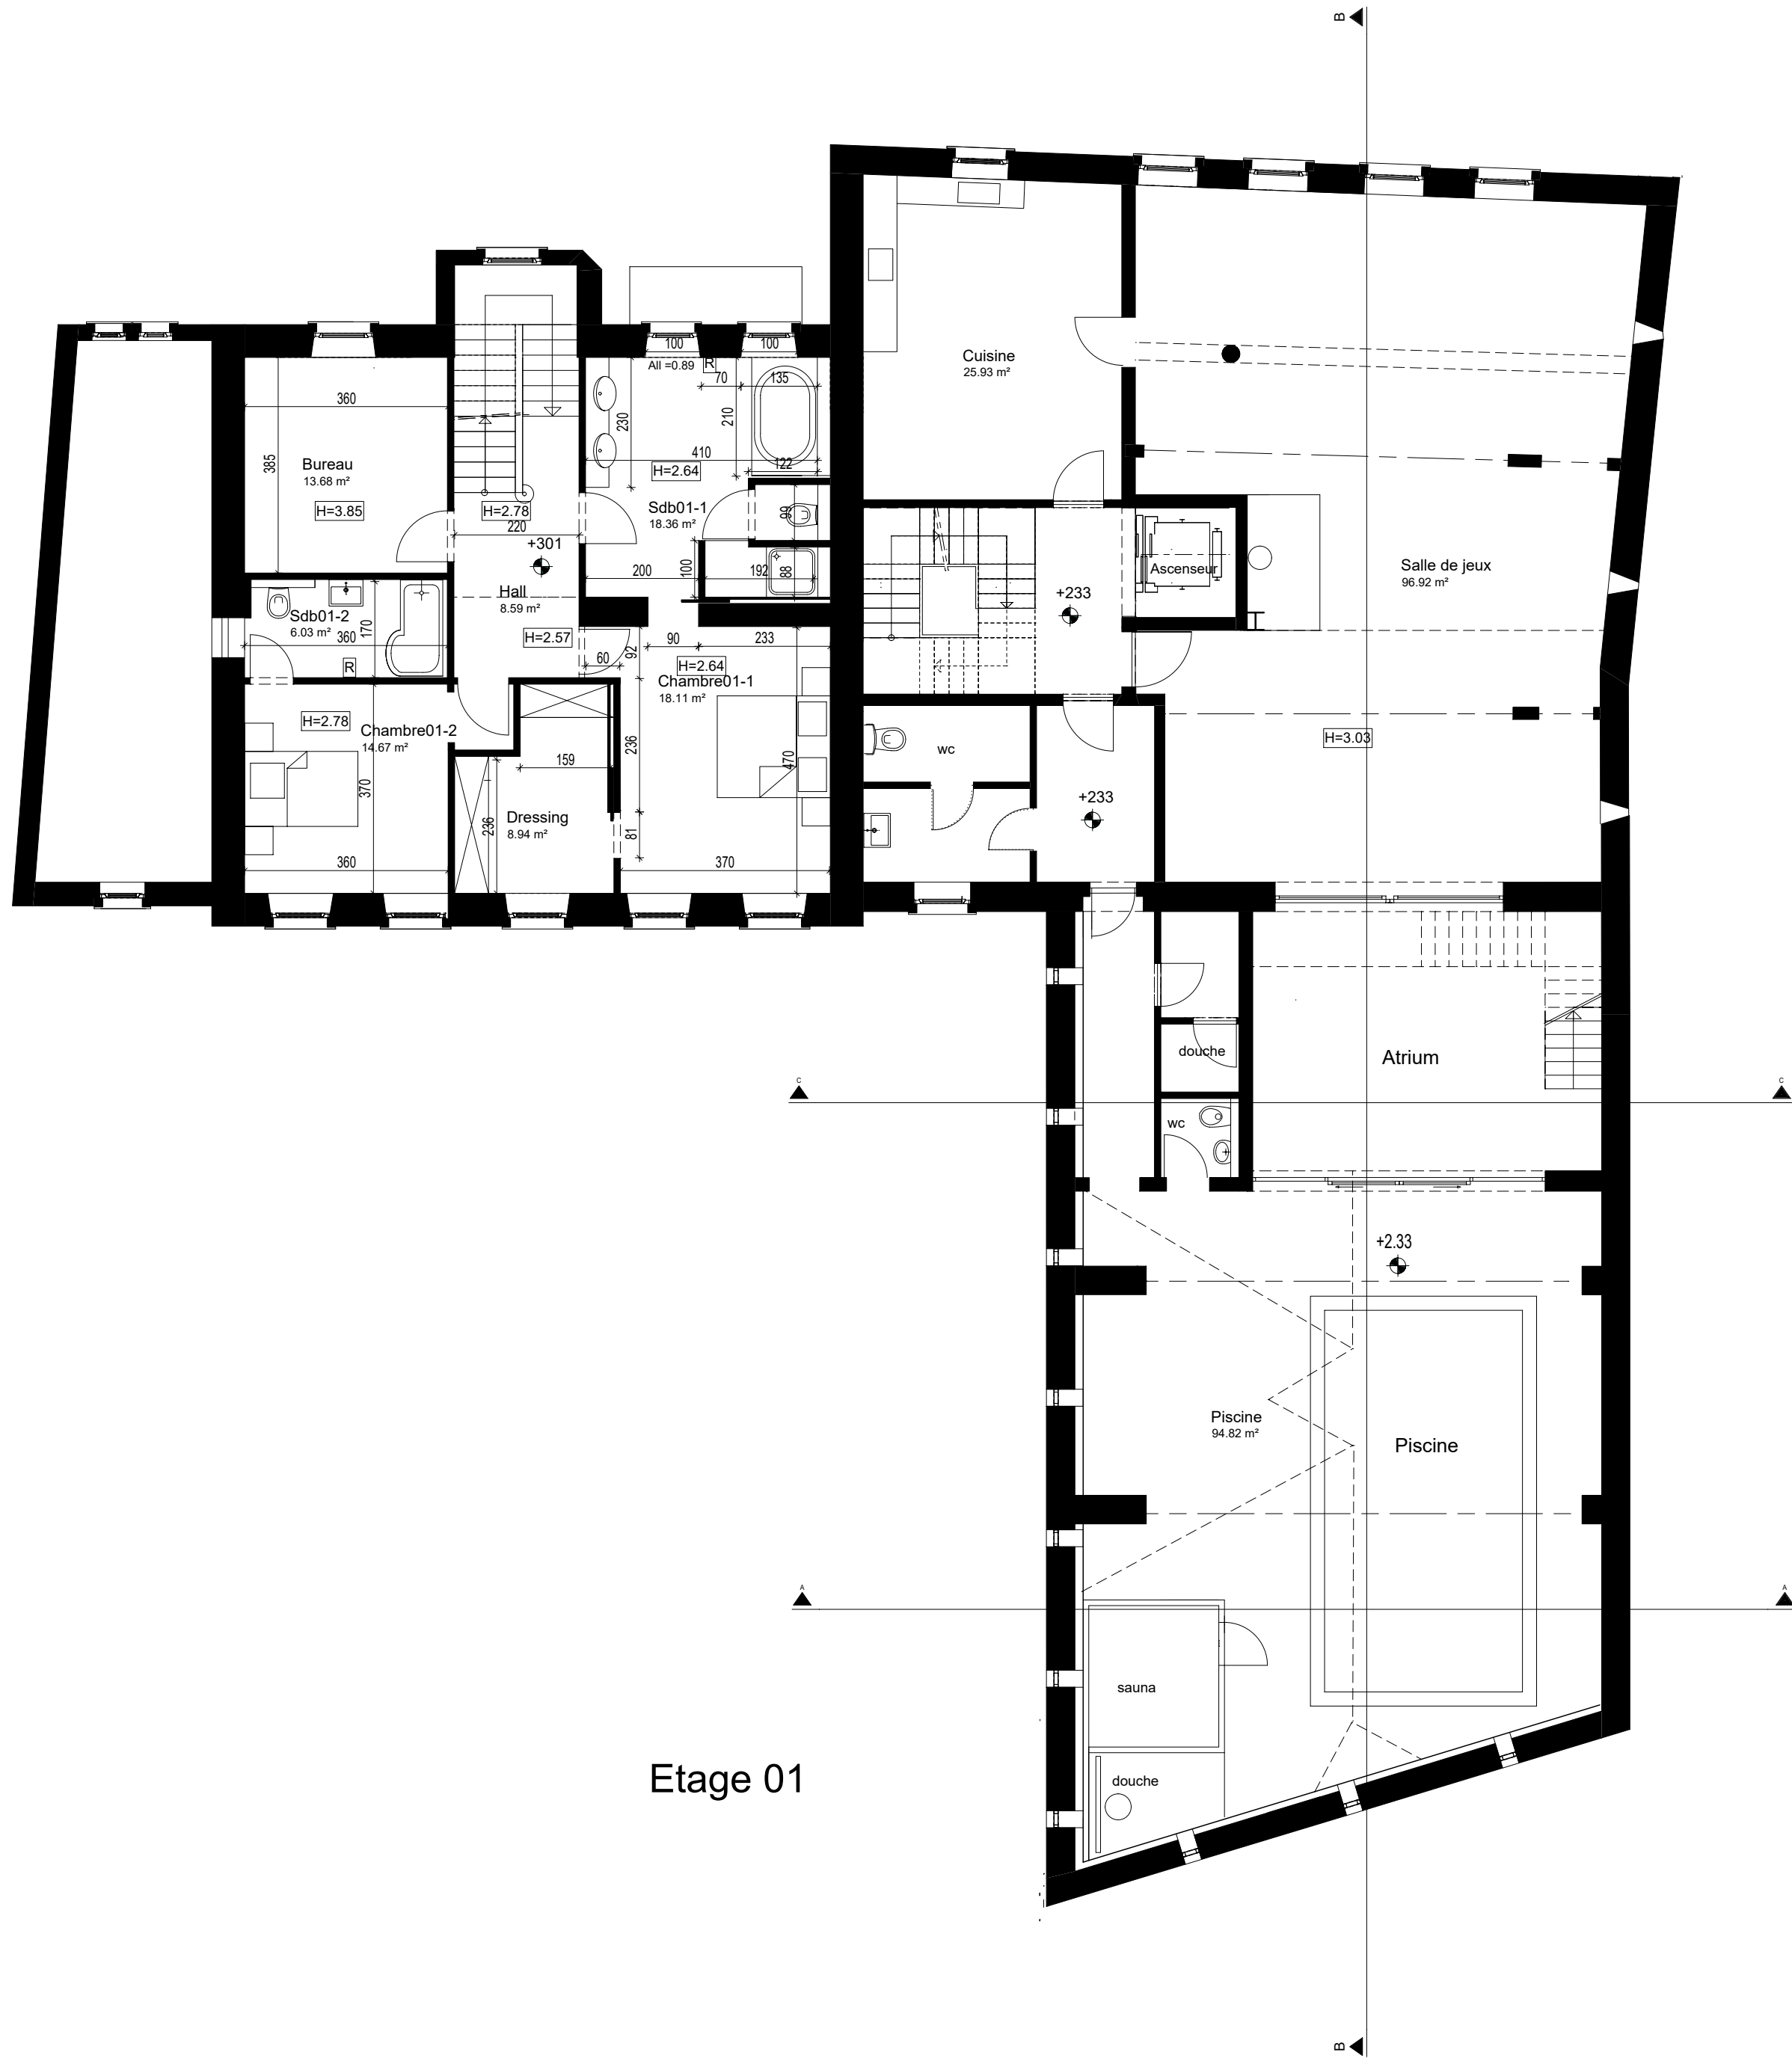 B
100
100
All =0.89
R
70
135
360
230
210
Cuisine
25.93 m²
385
Bureau
13.68 m²
H=3.85
410
122
H=2.64
H=2.78
220
Sdb01-1
18.36 m²
99
+301
200
100
192
88
Ascenseur
Salle de jeux
96.92 m²
+233
Hall
8.59 m²
H=2.57
Sdb01-2
6.03 m²
360
170
R
90
233
60
92
H=2.64
Chambre01-1
18.11 m²
H=2.78
Chambre01-2
14.67 m²
370
159
236
470
wc
H=3.03
+233
Dressing
8.94 m²
236
81
360
370
douche
Atrium
C
C
wc
+2.33
Piscine
94.82 m²
Piscine
A
A
sauna
Etage 01
douche
B